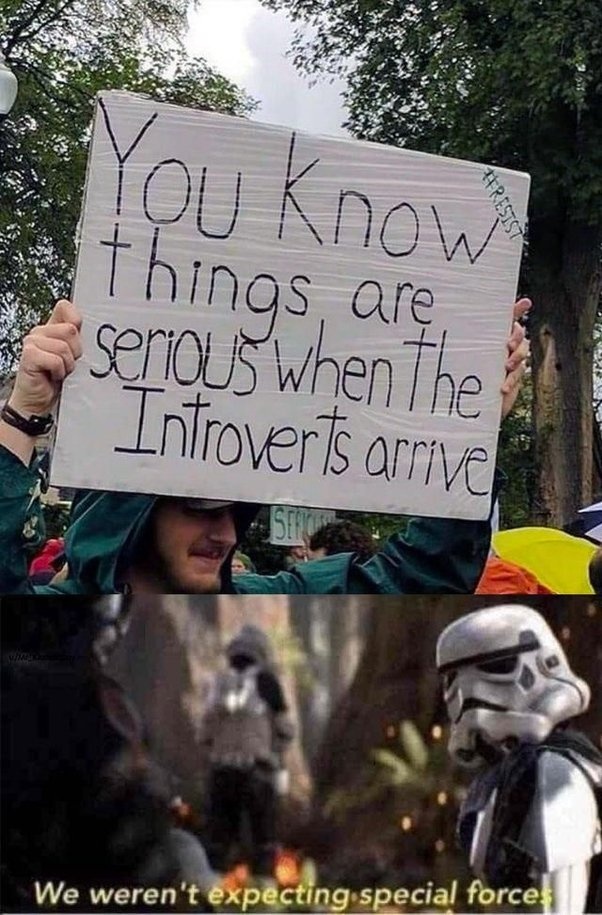 You know
things are
serious when the
Introverts arrive
#RESIST
We weren't expecting special forces